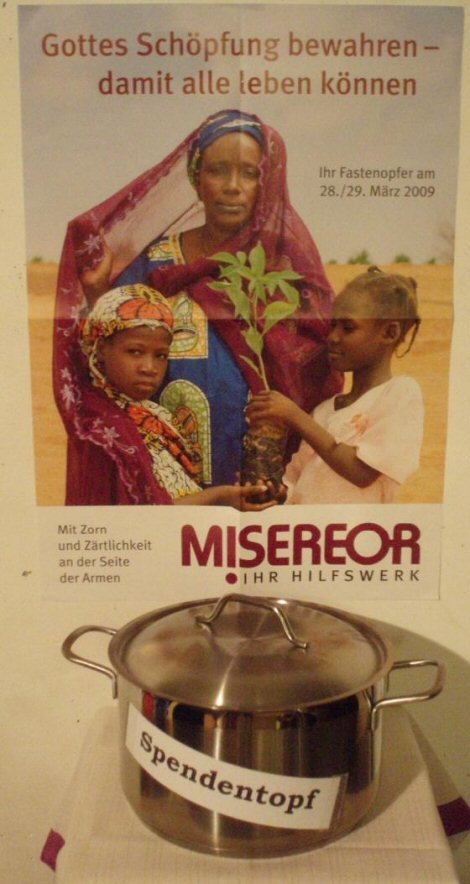 Gottes Schöpfung bewahren –
damit alle leben können
Ihr Fastenopfer am
28./29. März 2009
Mit Zorn
und Zärtlichkeit
an der Seite
der Armen
MISEREOR
IHR HILFSWERK
Spendentopf